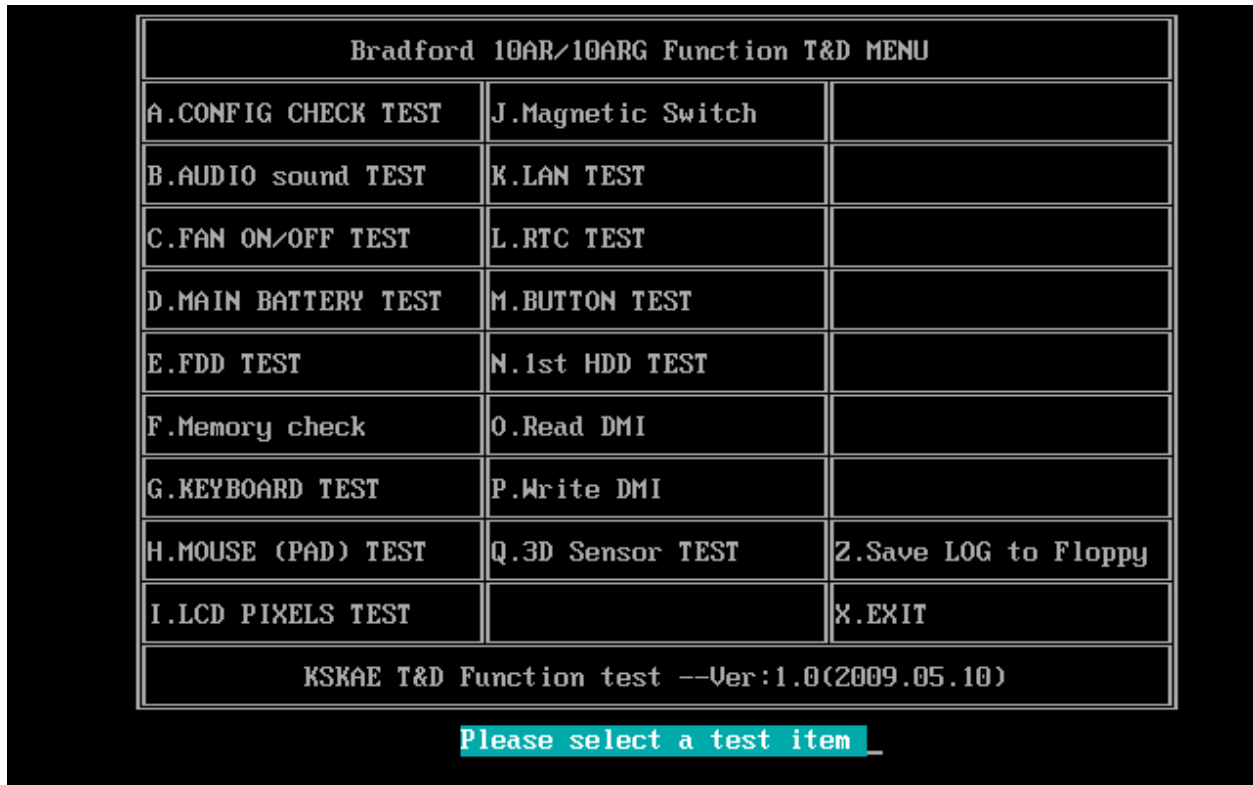 Bradford 10AR/10ARG Function T&D MENU
A.CONFIG CHECK TEST J.Magnetic Switch
B.AUDIO sound TEST K.LAN TEST
C.FAN ON/OFF TEST L.RTC TEST
D.MAIN BATTERY TEST M.BUTTON TEST
E.FDD TEST N.1st HDD TEST
F.Memory check O.Read DMI
G.KEYBOARD TEST P.Write DMI
H.MOUSE (PAD) TEST Q.3D Sensor TEST Z.Save LOG to Floppy
I.LCD PIXELS TEST X.EXIT
KSKAE T&D Function test --Ver:1.0(2009.05.10)
Please select a test item _